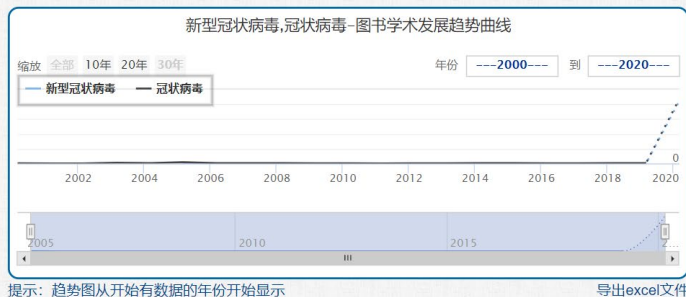 新型冠状病毒,冠状病毒-图书学术发展趋势曲线
缩放 全部 10年 20年 30年 年份 ---2000--- 到 ---2020---
新型冠状病毒 冠状病毒
0
2002 2004 2006 2008 2010 2012 2014 2016 2018 2020
2005 2010 2015 2...
提示：趋势图从开始有数据的年份开始显示 导出excel文件